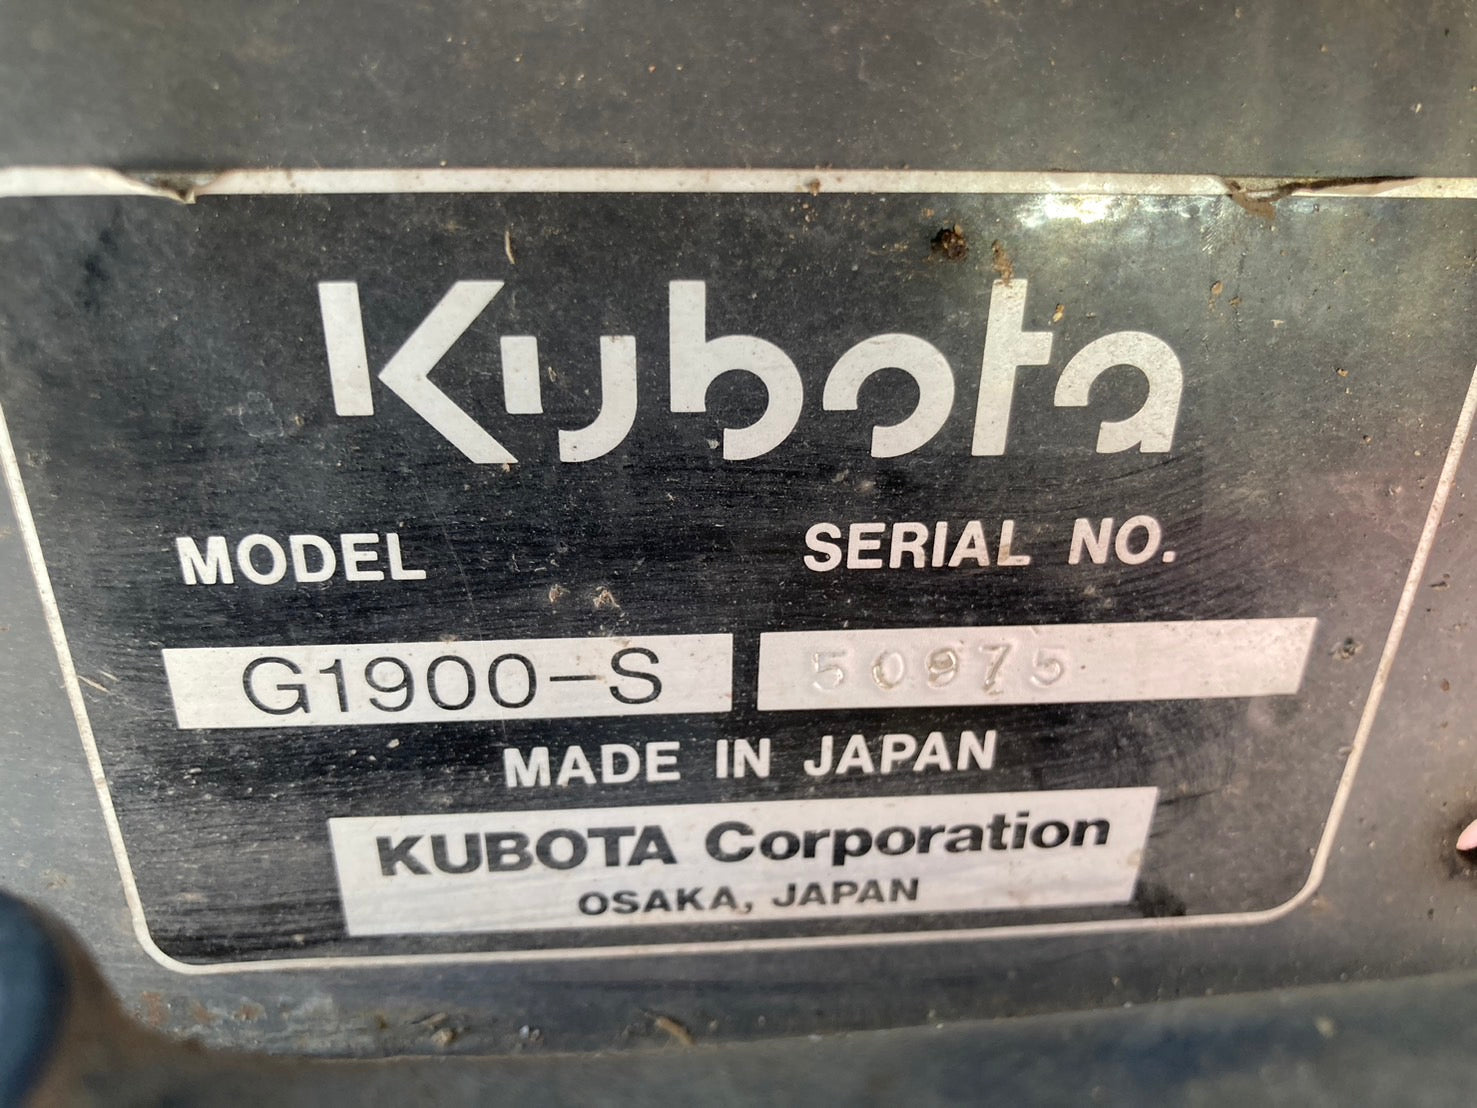 Kubota
MODEL SERIAL NO.
G1900-S 50975
MADE IN JAPAN
KUBOTA Corporation
OSAKA, JAPAN